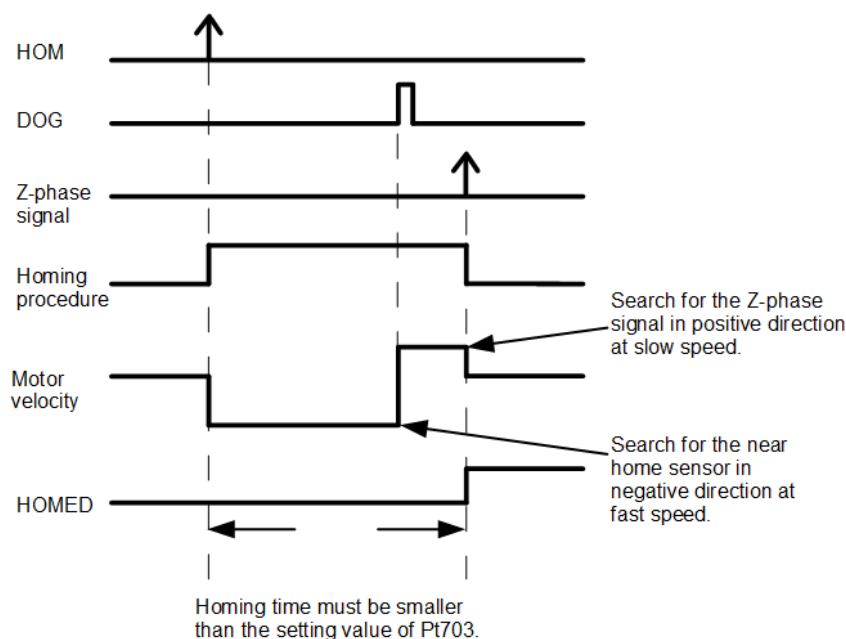 HOM
DOG
Z-phase
signal
Homing
procedure
Search for the Z-phase
signal in positive direction
at slow speed.
Motor
velocity
Search for the near
home sensor in
negative direction at
fast speed.
HOMED
Homing time must be smaller
than the setting value of Pt703.